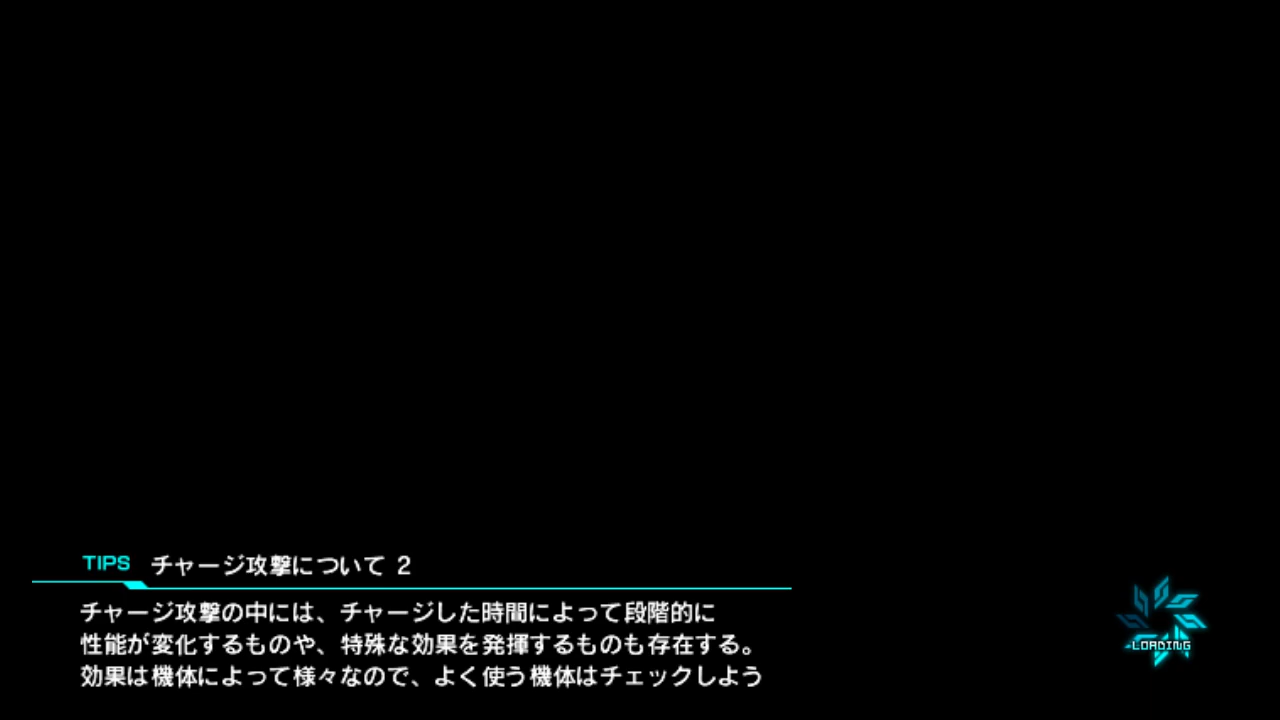 TIPS チャージ攻撃について 2
チャージ攻撃の中には、チャージした時間によって段階的に
性能が変化するものや、特殊な効果を発揮するものも存在する。
効果は機体によって様々なので、よく使う機体はチェックしよう
LOADING